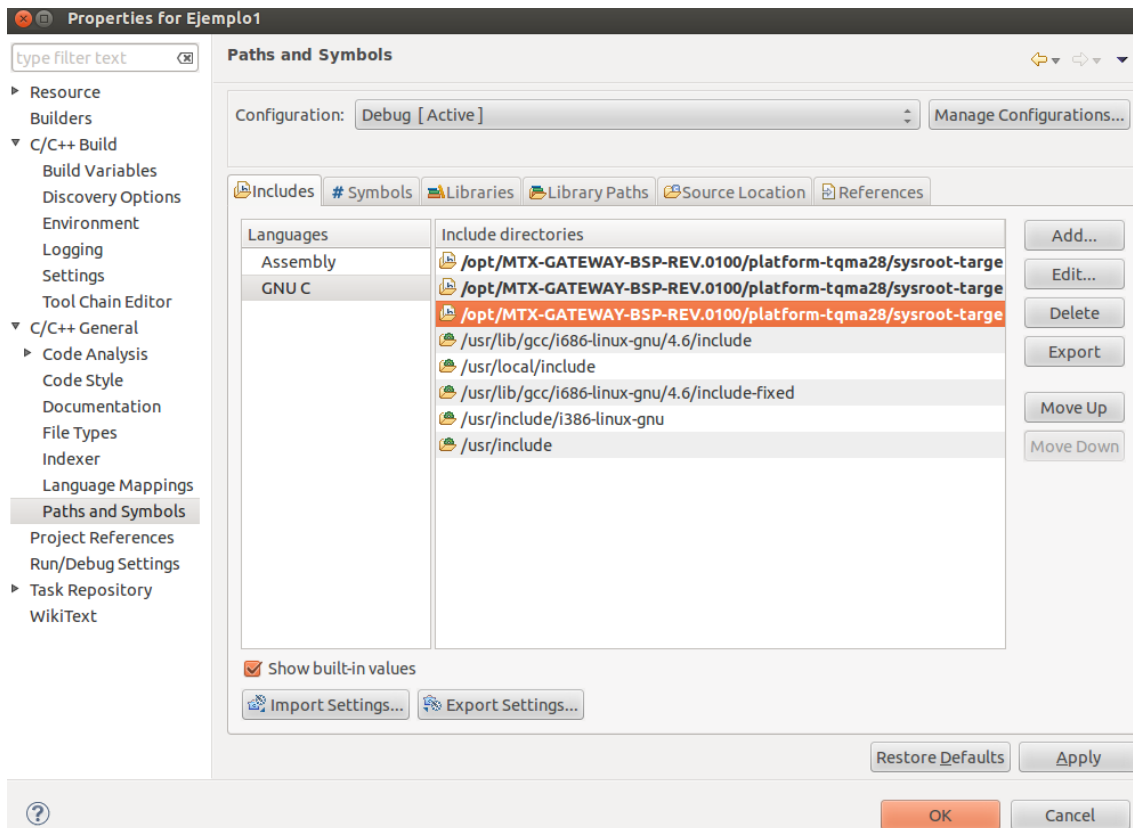 Properties for Ejemplo1
type filter text
Resource
Builders
C/C++ Build
Build Variables
Discovery Options
Environment
Logging
Settings
Tool Chain Editor
C/C++ General
Code Analysis
Code Style
Documentation
File Types
Indexer
Language Mappings
Paths and Symbols
Project References
Run/Debug Settings
Task Repository
WikiText
Paths and Symbols
Configuration: Debug [ Active ] Manage Configurations...
Includes # Symbols Libraries Library Paths Source Location References
Languages
Assembly
GNU C
Include directories
/opt/MTX-GATEWAY-BSP-REV.0100/platform-tqma28/sysroot-targe
/opt/MTX-GATEWAY-BSP-REV.0100/platform-tqma28/sysroot-targe
/opt/MTX-GATEWAY-BSP-REV.0100/platform-tqma28/sysroot-targe
/usr/lib/gcc/i686-linux-gnu/4.6/include
/usr/local/include
/usr/lib/gcc/i686-linux-gnu/4.6/include-fixed
/usr/include/i386-linux-gnu
/usr/include
Add...
Edit...
Delete
Export
Move Up
Move Down
Show built-in values
Import Settings... Export Settings...
Restore Defaults Apply
OK Cancel